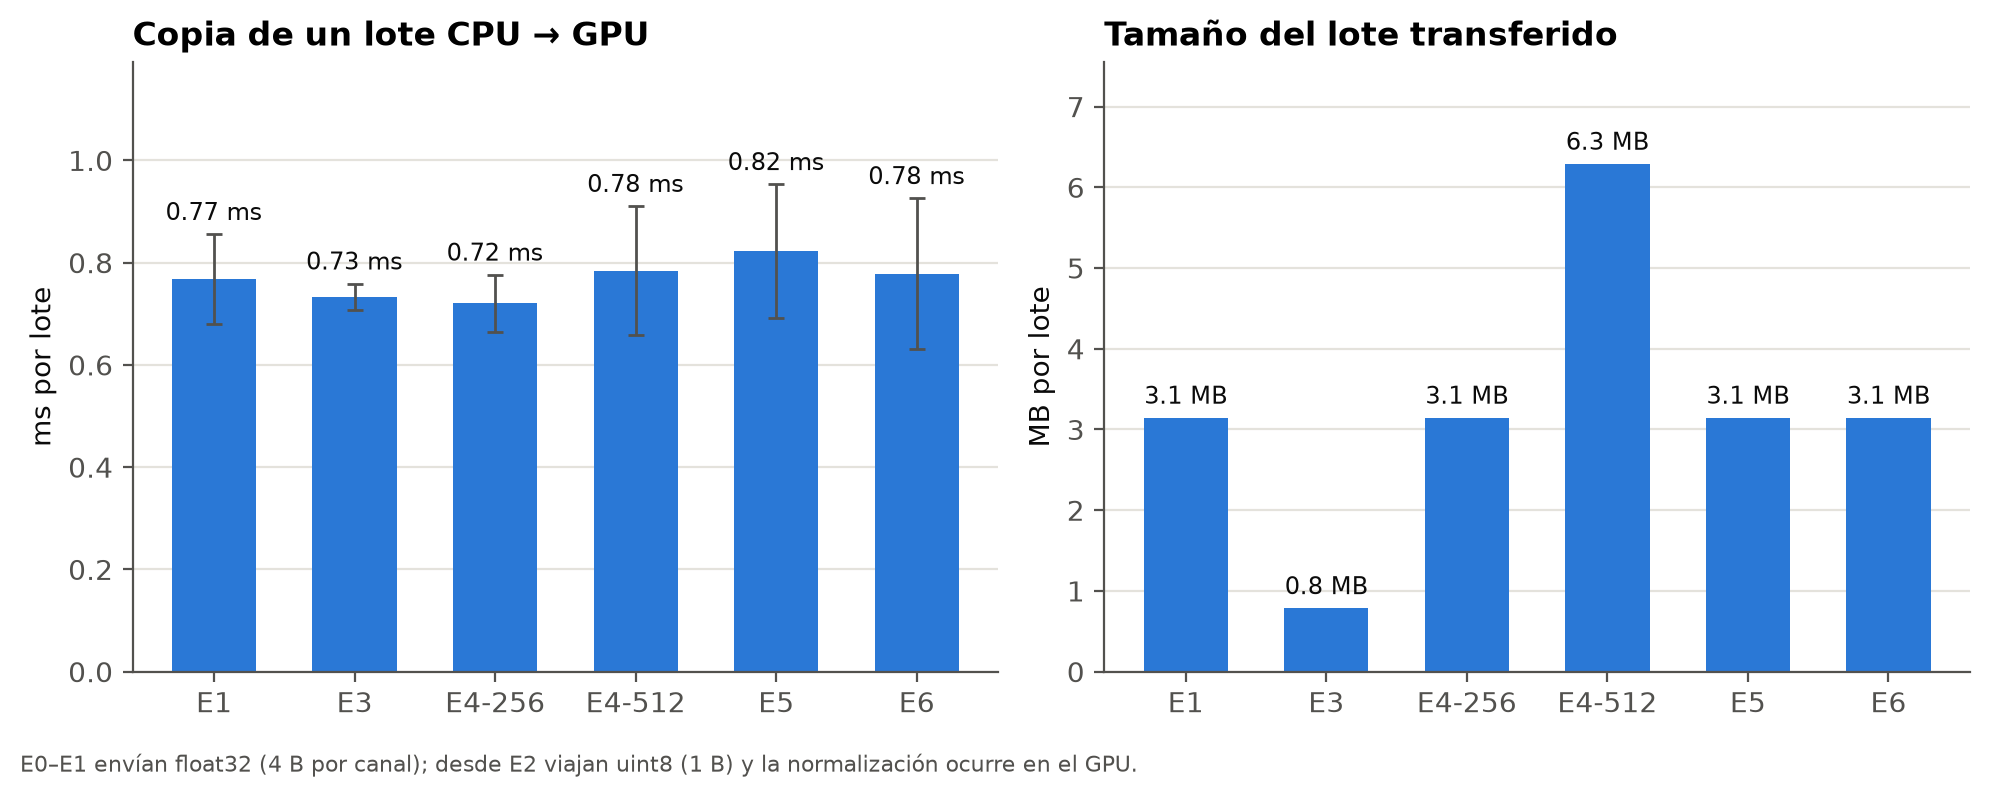 Copia de un lote CPU → GPU
ms por lote
1.0
0.8
0.6
0.4
0.2
0.0
0.77 ms
0.73 ms
0.72 ms
0.78 ms
0.82 ms
0.78 ms
E1 E3 E4-256 E4-512 E5 E6
Tamaño del lote transferido
MB por lote
7
6
5
4
3
2
1
0
3.1 MB
0.8 MB
3.1 MB
6.3 MB
3.1 MB
3.1 MB
E1 E3 E4-256 E4-512 E5 E6
E0–E1 envían float32 (4 B por canal); desde E2 viajan uint8 (1 B) y la normalización ocurre en el GPU.